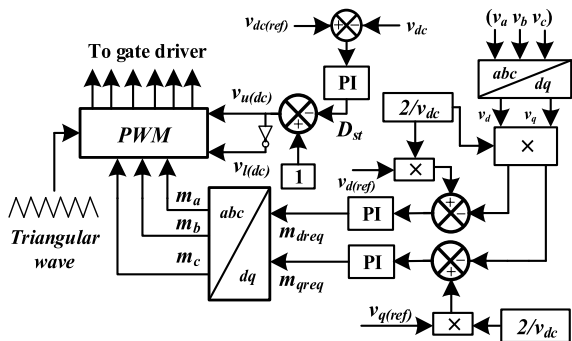 v_dc(ref) + − v_dc
(v_a v_b v_c)
To gate driver
PI
abc
dq
v_u(dc) − + D_st
2/v_dc
v_d v_q
PWM
×
v_l(dc)
1
×
v_d(ref)
+ −
m_a
abc
m_dreq
PI
Triangular
wave
m_b
m_c
dq
m_qreq
PI
− +
v_q(ref)
×
2/v_dc